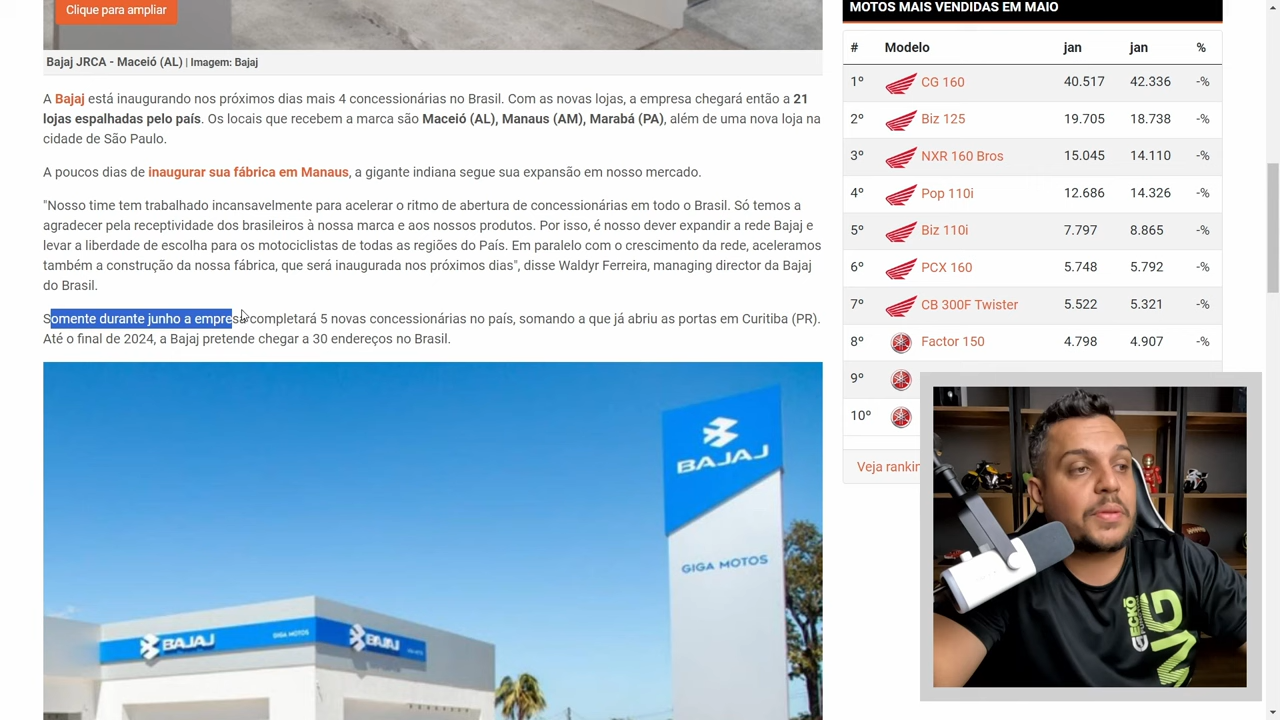 Clique para ampliar
Bajaj JRCA - Maceió (AL) | Imagem: Bajaj
A Bajaj está inaugurando nos próximos dias mais 4 concessionárias no Brasil. Com as novas lojas, a empresa chegará então a 21
lojas espalhadas pelo país. Os locais que recebem a marca são Maceió (AL), Manaus (AM), Marabá (PA), além de uma nova loja na
cidade de São Paulo.
A poucos dias de inaugurar sua fábrica em Manaus, a gigante indiana segue sua expansão em nosso mercado.
"Nosso time tem trabalhado incansavelmente para acelerar o ritmo de abertura de concessionárias em todo o Brasil. Só temos a
agradecer pela receptividade dos brasileiros à nossa marca e aos nossos produtos. Por isso, é nosso dever expandir a rede Bajaj e
levar a liberdade de escolha para os motociclistas de todas as regiões do País. Em paralelo com o crescimento da rede, aceleramos
também a construção da nossa fábrica, que será inaugurada nos próximos dias", disse Waldyr Ferreira, managing director da Bajaj
do Brasil.
Somente durante junho a empresa completará 5 novas concessionárias no país, somando a que já abriu as portas em Curitiba (PR).
Até o final de 2024, a Bajaj pretende chegar a 30 endereços no Brasil.
BAJAJ
GIGA MOTOS
BAJAJ GIGA MOTOS BAJAJ
MOTOS MAIS VENDIDAS EM MAIO
# Modelo jan jan %
1º CG 160 40.517 42.336 -%
2º Biz 125 19.705 18.738 -%
3º NXR 160 Bros 15.045 14.110 -%
4º Pop 110i 12.686 14.326 -%
5º Biz 110i 7.797 8.865 -%
6º PCX 160 5.748 5.792 -%
7º CB 300F Twister 5.522 5.321 -%
8º Factor 150 4.798 4.907 -%
9º
10º
Veja rankin
GECKO
NG